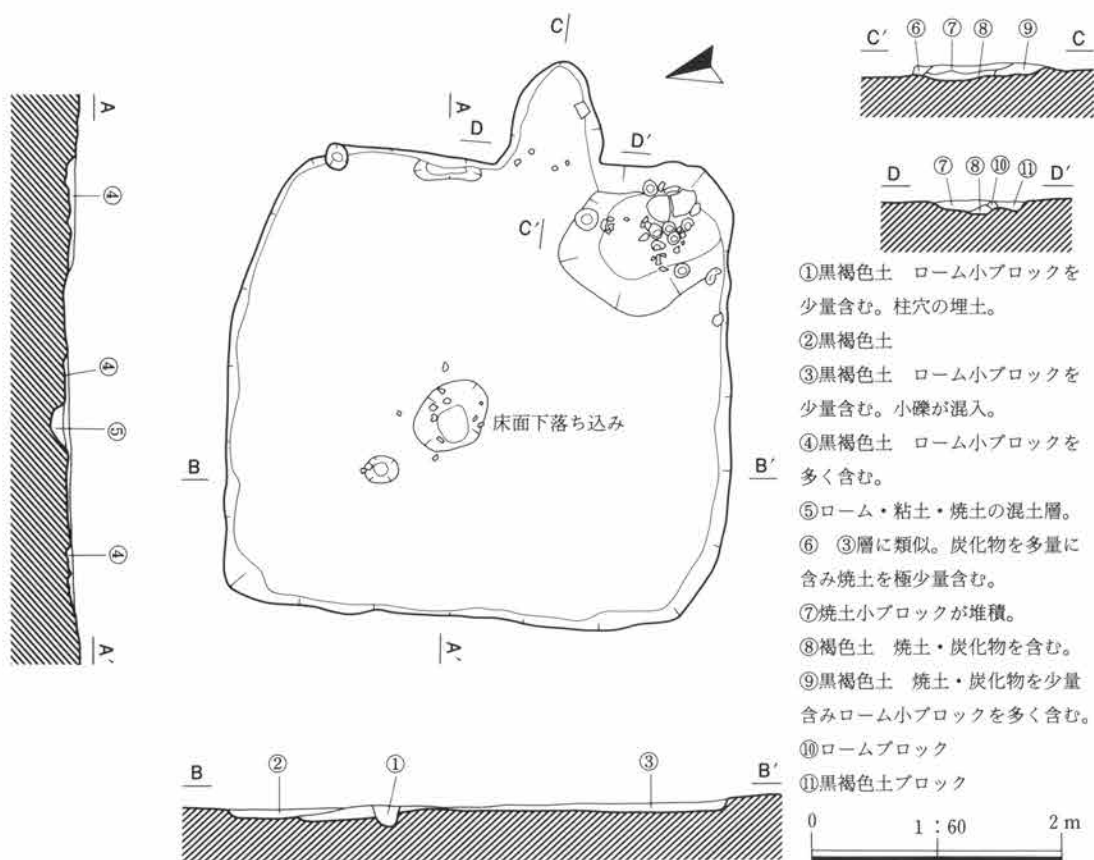 C
A
D
D′
C′
床面下落ち込み
B
B′
A′
A
④
④
⑤
④
A′
B
②
①
③
B′
C′
⑥
⑦
⑧
⑨
C
D
⑦
⑧
⑩
⑪
D′
①黒褐色土　ローム小ブロックを
少量含む。柱穴の埋土。
②黒褐色土
③黒褐色土　ローム小ブロックを
少量含む。小礫が混入。
④黒褐色土　ローム小ブロックを
多く含む。
⑤ローム・粘土・焼土の混土層。
⑥　③層に類似。炭化物を多量に
含み焼土を極少量含む。
⑦焼土小ブロックが堆積。
⑧褐色土　焼土・炭化物を含む。
⑨黒褐色土　焼土・炭化物を少量
含みローム小ブロックを多く含む。
⑩ロームブロック
⑪黒褐色土ブロック
0
1：60
2 m